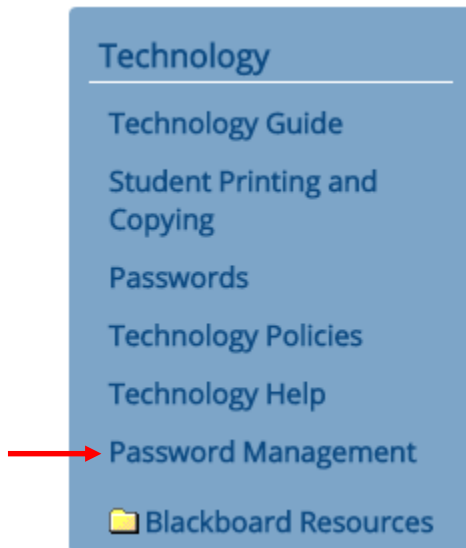 Technology
Technology Guide
Student Printing and
Copying
Passwords
Technology Policies
Technology Help
Password Management
Blackboard Resources